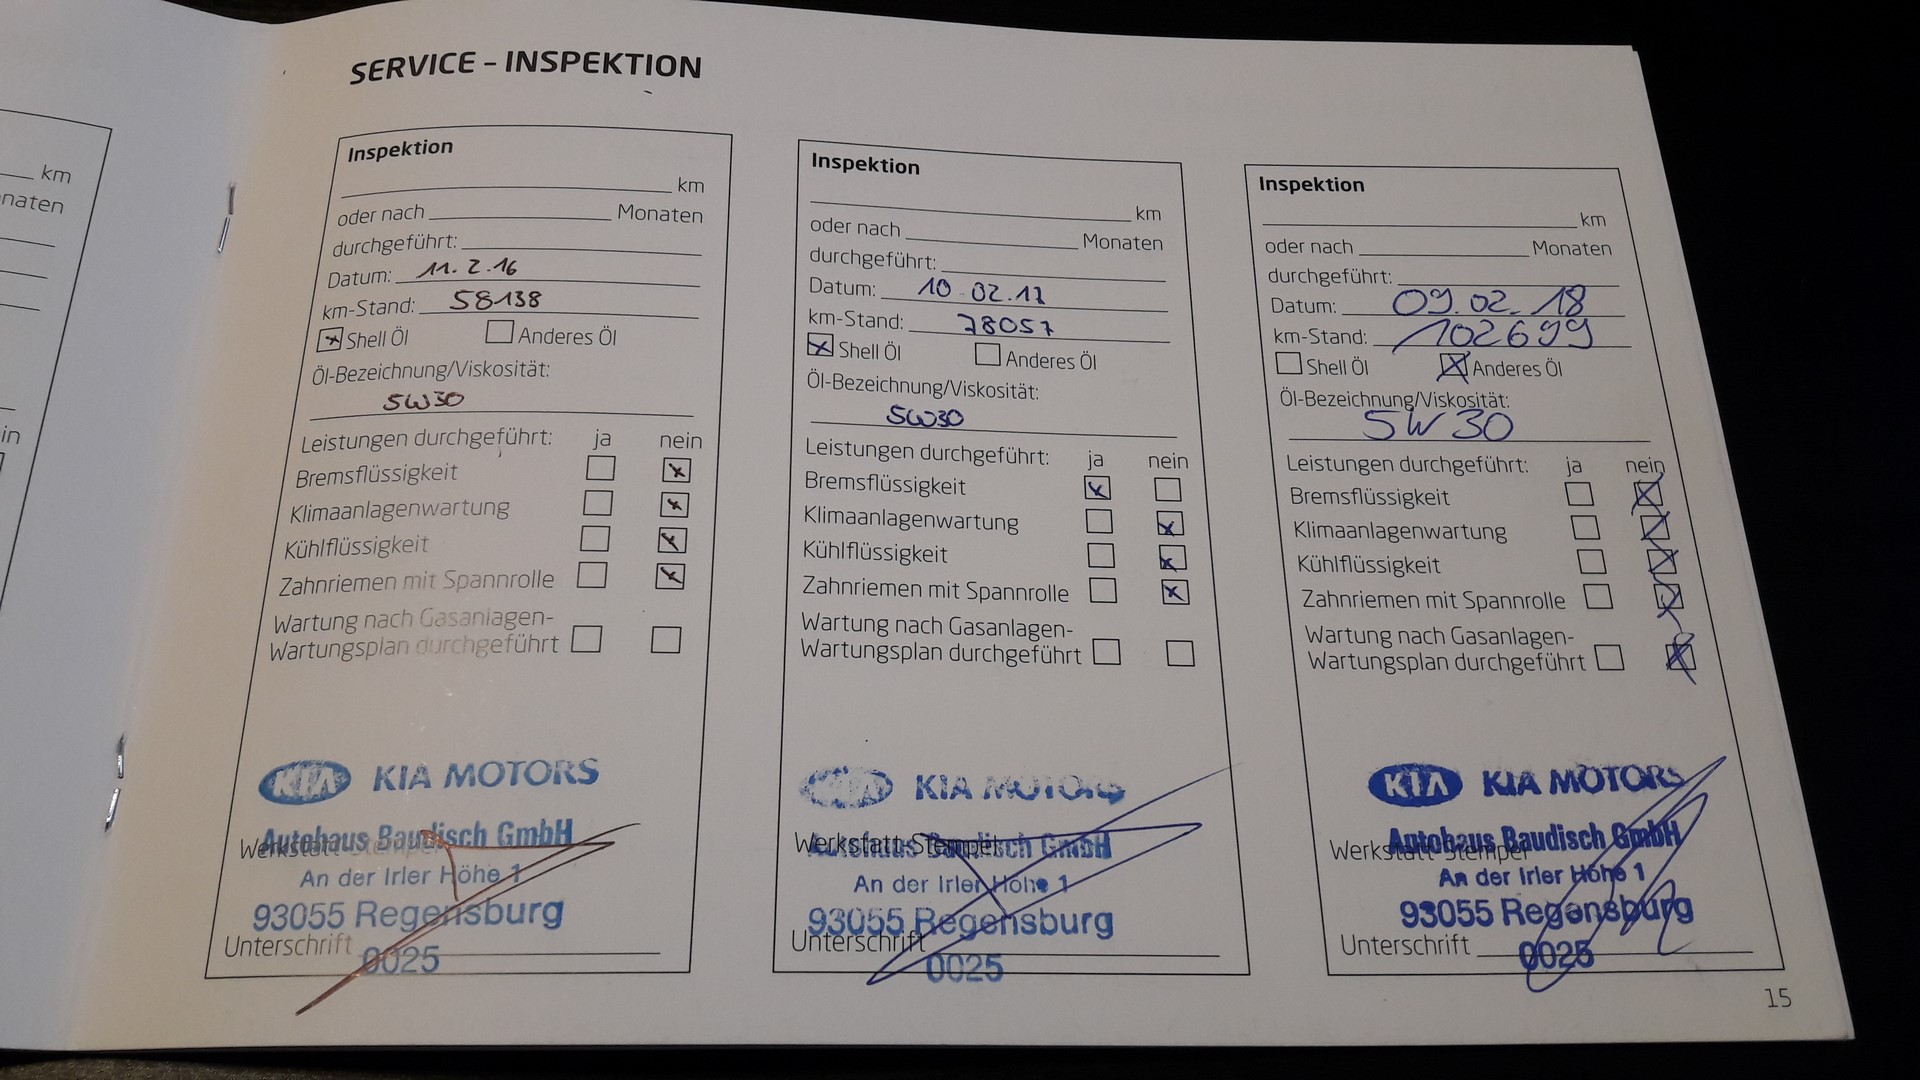 SERVICE – INSPEKTION
km
naten
in
Inspektion
km
oder nach Monaten
durchgeführt:
Datum: 11.2.16
km-Stand: 58138
Shell Öl Anderes Öl
Öl-Bezeichnung/Viskosität:
5W30
Leistungen durchgeführt: ja nein
Bremsflüssigkeit
Klimaanlagenwartung
Kühlflüssigkeit
Zahnriemen mit Spannrolle
Wartung nach Gasanlagen-
Wartungsplan durchgeführt
KIA KIA MOTORS
Werkstatt-Stempel
Autohaus Baudisch GmbH
An der Irler Höhe 1
93055 Regensburg
Unterschrift
0025
Inspektion
km
oder nach Monaten
durchgeführt:
Datum: 10.02.17
km-Stand: 78057
Shell Öl Anderes Öl
Öl-Bezeichnung/Viskosität:
5W30
Leistungen durchgeführt: ja nein
Bremsflüssigkeit
Klimaanlagenwartung
Kühlflüssigkeit
Zahnriemen mit Spannrolle
Wartung nach Gasanlagen-
Wartungsplan durchgeführt
KIA KIA MOTORS
Werkstatt-Stempel
Autohaus Baudisch GmbH
An der Irler Höhe 1
93055 Regensburg
Unterschrift
0025
Inspektion
km
oder nach Monaten
durchgeführt:
Datum: 09.02.18
km-Stand: 102699
Shell Öl Anderes Öl
Öl-Bezeichnung/Viskosität:
5W30
Leistungen durchgeführt: ja nein
Bremsflüssigkeit
Klimaanlagenwartung
Kühlflüssigkeit
Zahnriemen mit Spannrolle
Wartung nach Gasanlagen-
Wartungsplan durchgeführt
KIA KIA MOTORS
Werkstatt-Stempel
Autohaus Baudisch GmbH
An der Irler Höhe 1
93055 Regensburg
Unterschrift
0025
15